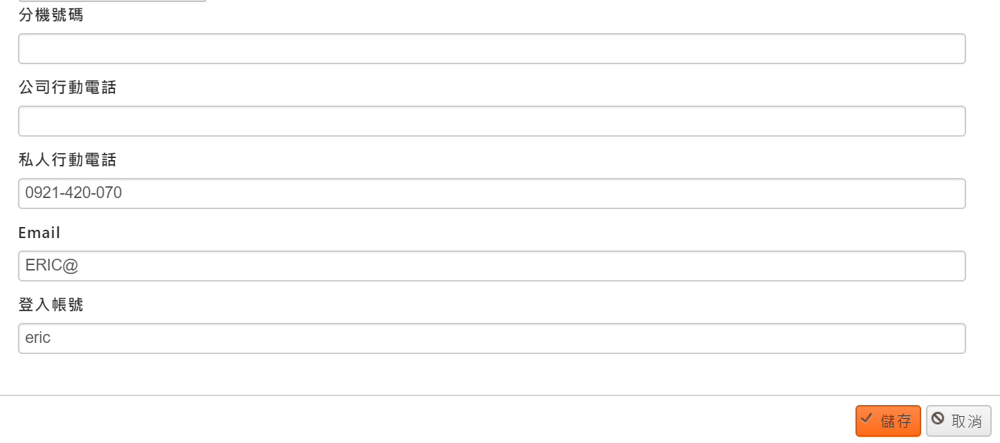 分機號碼
公司行動電話
私人行動電話
0921-420-070
Email
ERIC@
登入帳號
eric
儲存
取消